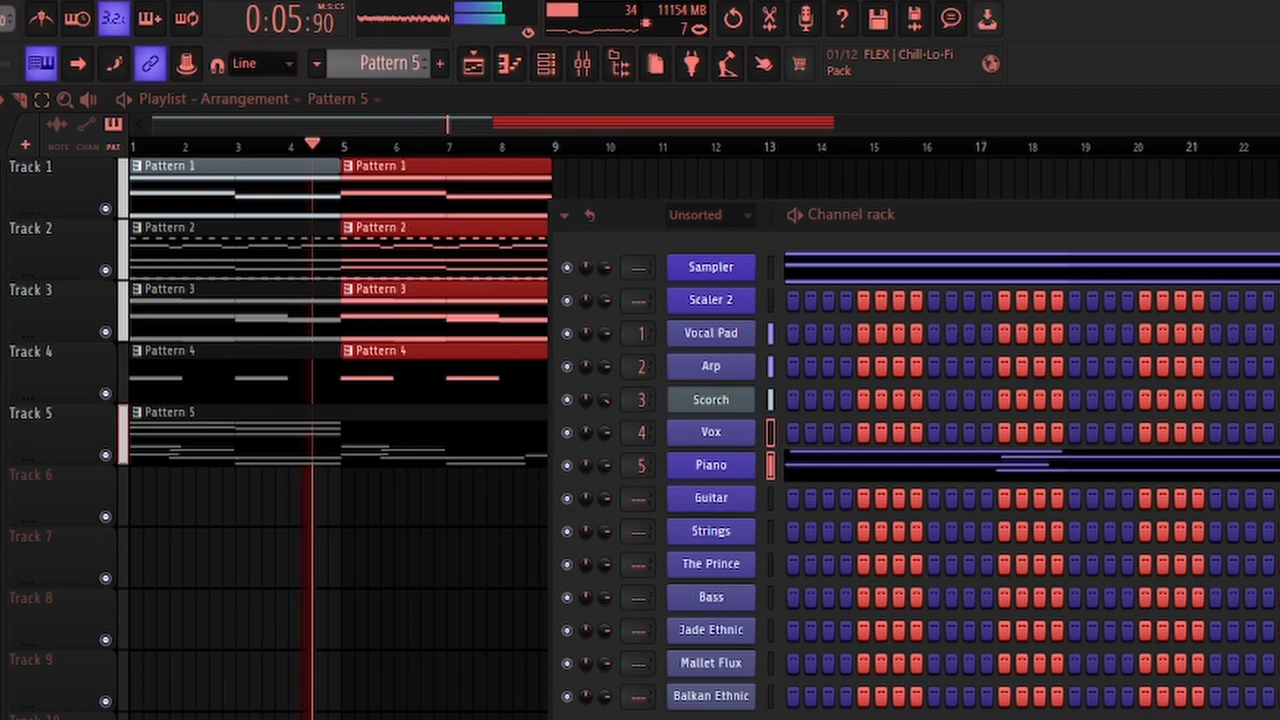 3.2.:
0:05:90
M:S:CS
34
11154 MB
7
Line
Pattern 5
+
01/12 FLEX | Chill-Lo-Fi
Pack
Playlist - Arrangement
Pattern 5
NOTE CHAN PAT
1 2 3 4 5 6 7 8 9 10 11 12 13 14 15 16 17 18 19 20 21 22
Track 1
Pattern 1
Pattern 1
Track 2
Pattern 2
Pattern 2
Track 3
Pattern 3
Pattern 3
Track 4
Pattern 4
Pattern 4
Track 5
Pattern 5
Track 6
Track 7
Track 8
Track 9
Unsorted
Channel rack
--- Sampler
--- Scaler 2
1 Vocal Pad
2 Arp
3 Scorch
4 Vox
5 Piano
--- Guitar
--- Strings
--- The Prince
--- Bass
--- Jade Ethnic
--- Mallet Flux
--- Balkan Ethnic